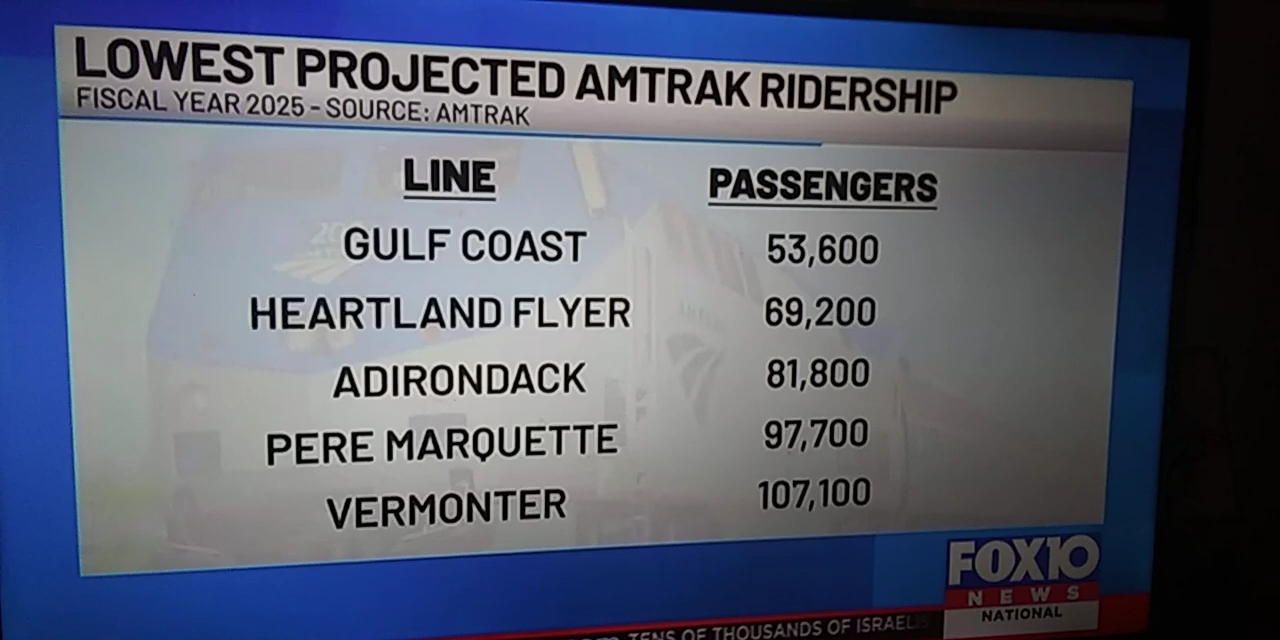 LOWEST PROJECTED AMTRAK RIDERSHIP
FISCAL YEAR 2025 - SOURCE: AMTRAK
LINE PASSENGERS
GULF COAST 53,600
HEARTLAND FLYER 69,200
ADIRONDACK 81,800
PERE MARQUETTE 97,700
VERMONTER 107,100
FOX10
NEWS
NATIONAL
TENS OF THOUSANDS OF